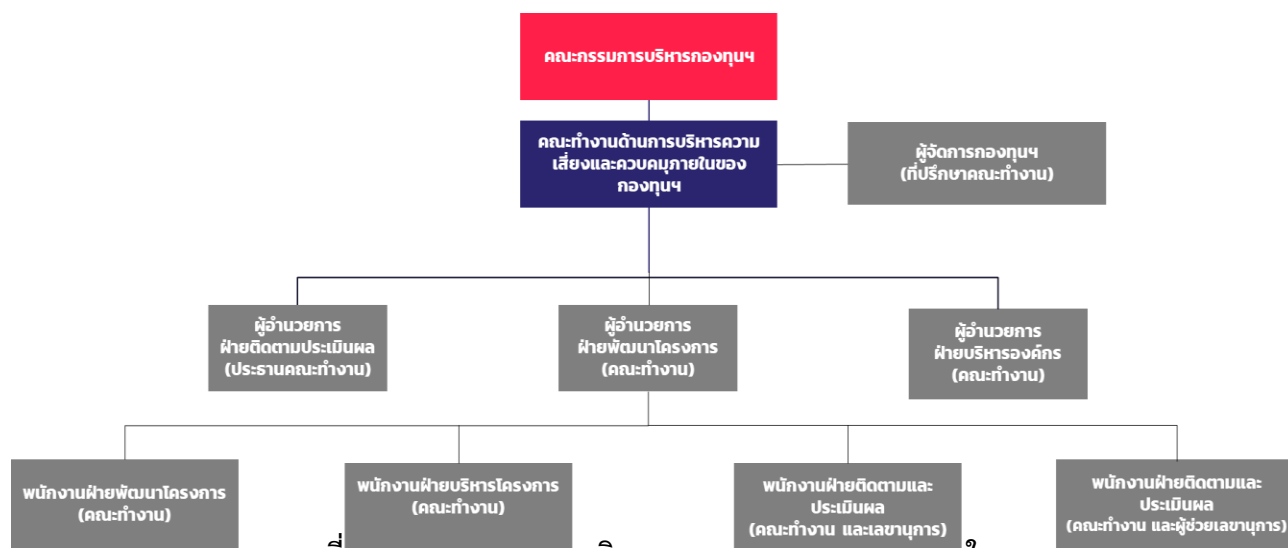 คณะกรรมการบริหารกองทุนฯ
คณะทำงานด้านการบริหารความ
เสี่ยงและควบคมุภายในของ
กองทุนฯ
ผู้จัดการกองทุนฯ
(ที่ปรึกษาคณะทำงาน)
ผู้อำนวยการ
ฝ่ายติดตามประเมินผล
(ประธานคณะทำงาน)
ผู้อำนวยการ
ฝ่ายพัฒนาโครงการ
(คณะทำงาน)
ผู้อำนวยการ
ฝ่ายบริหารองค์กร
(คณะทำงาน)
พนักงานฝ่ายพัฒนาโครงการ
(คณะทำงาน)
พนักงานฝ่ายบริหารโครงการ
(คณะทำงาน)
พนักงานฝ่ายติดตามและ
ประเมินผล
(คณะทำงาน และเลขานุการ)
พนักงานฝ่ายติดตามและ
ประเมินผล
(คณะทำงาน และผู้ช่วยเลขานุการ)